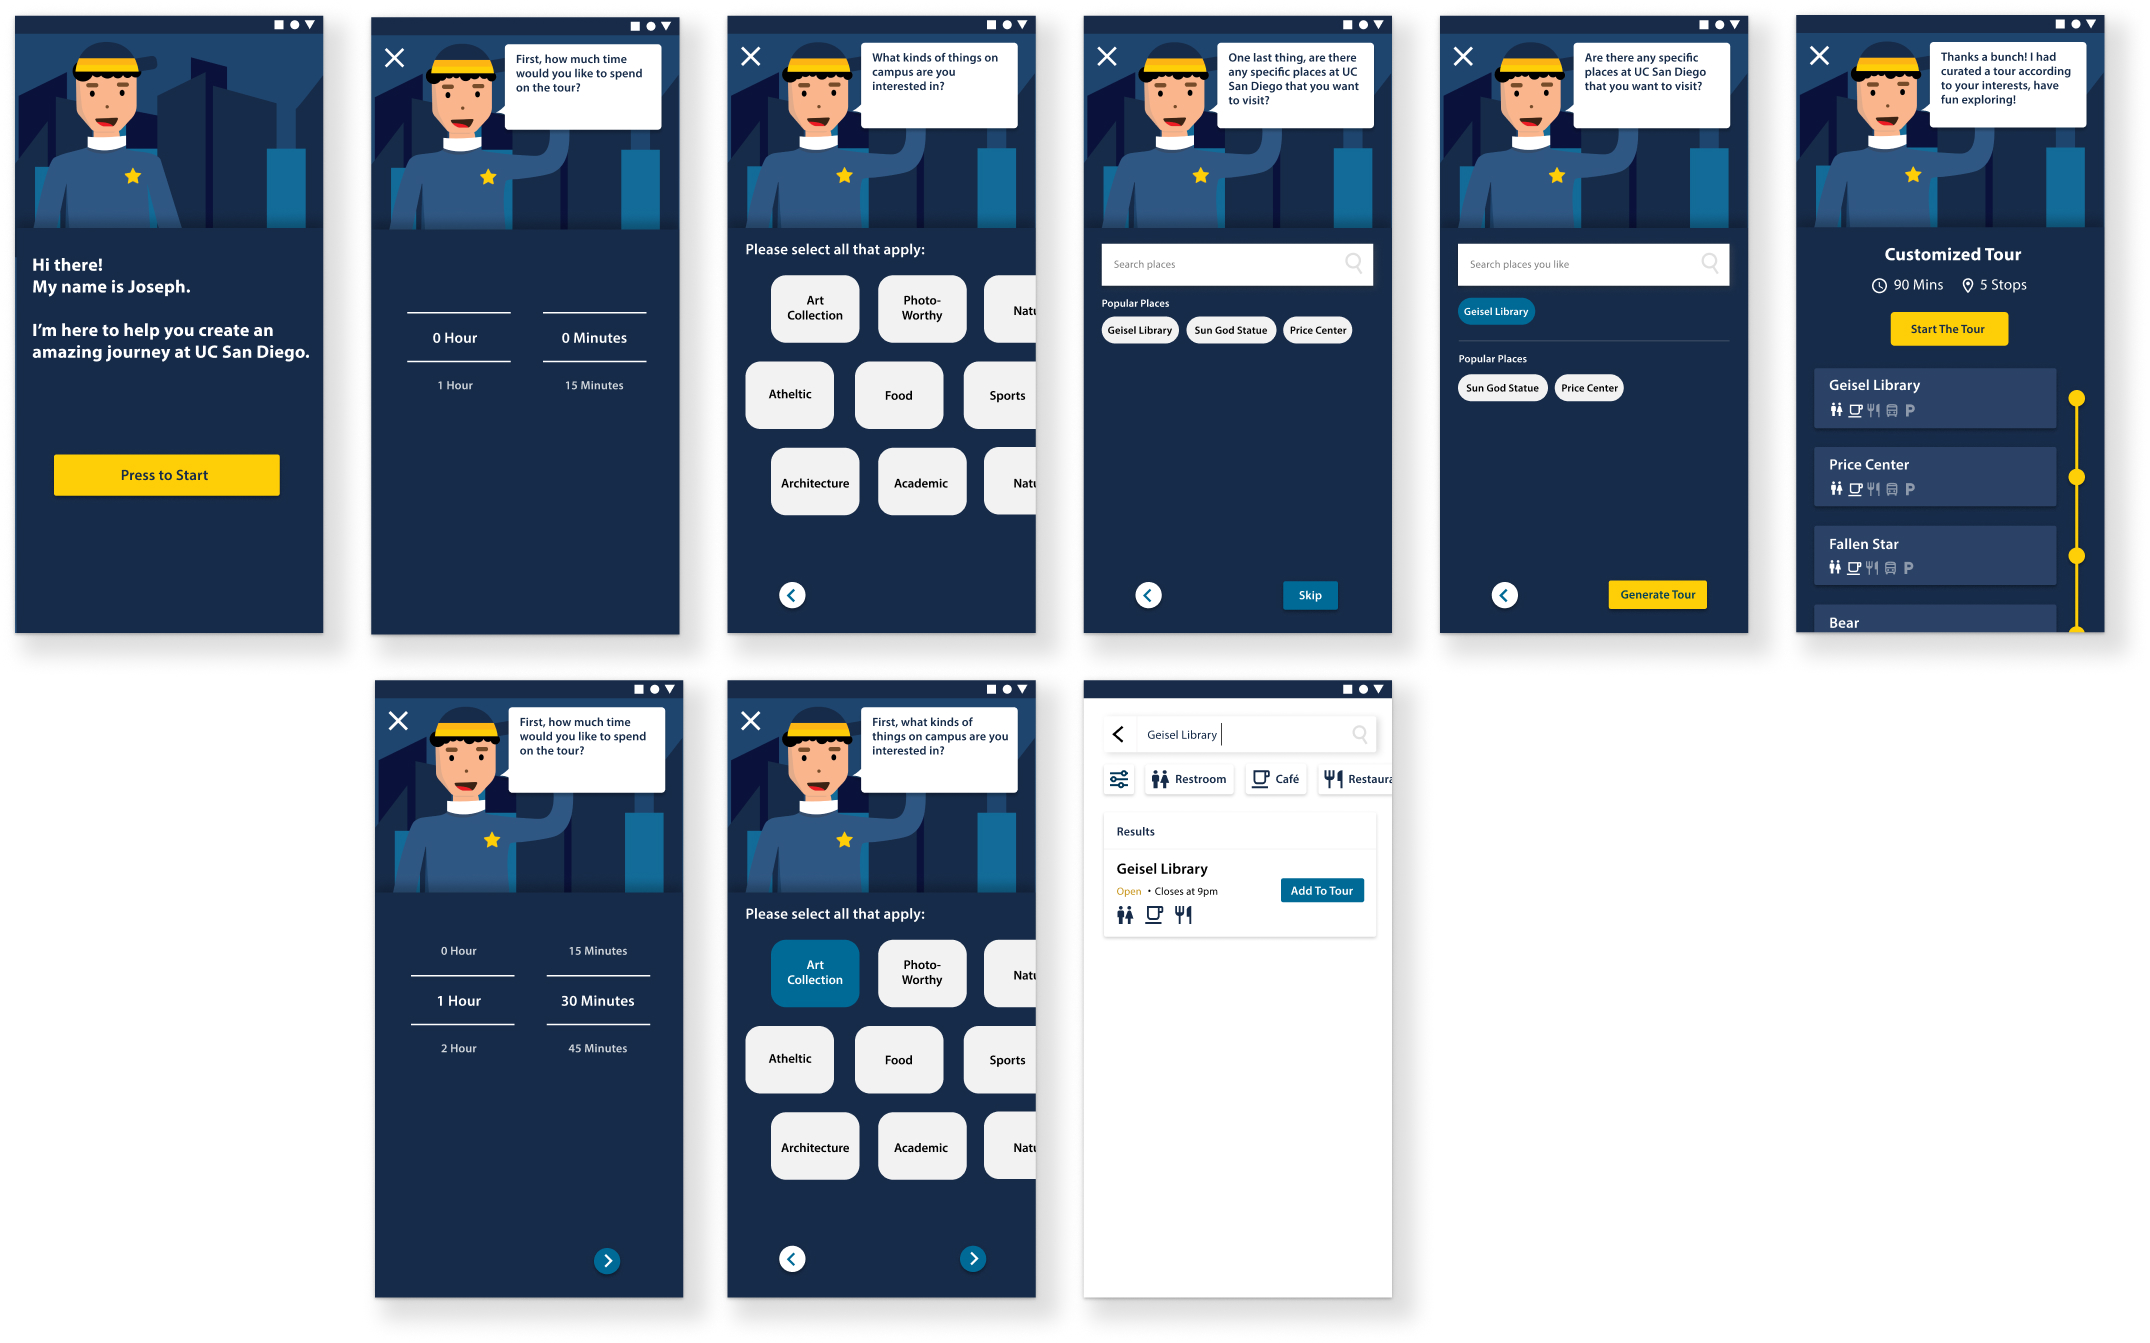 Hi there!
My name is Joseph.
I'm here to help you create an
amazing journey at UC San Diego.
Press to Start
First, how much time
would you like to spend
on the tour?
0 Hour
0 Minutes
1 Hour
15 Minutes
What kinds of things on
campus are you
interested in?
Please select all that apply:
Art
Collection
Photo-
Worthy
Natu
Atheltic
Food
Sports
Architecture
Academic
Natu
One last thing, are there
any specific places at UC
San Diego that you want
to visit?
Search places
Popular Places
Geisel Library
Sun God Statue
Price Center
Skip
Are there any specific
places at UC San Diego
that you want to visit?
Search places you like
Geisel Library
Popular Places
Sun God Statue
Price Center
Generate Tour
Thanks a bunch! I had
curated a tour according
to your interests, have
fun exploring!
Customized Tour
90 Mins
5 Stops
Start The Tour
Geisel Library
P
Price Center
P
Fallen Star
P
Bear
First, how much time
would you like to spend
on the tour?
0 Hour
15 Minutes
1 Hour
30 Minutes
2 Hour
45 Minutes
First, what kinds of
things on campus are you
interested in?
Please select all that apply:
Art
Collection
Photo-
Worthy
Natu
Atheltic
Food
Sports
Architecture
Academic
Natu
Geisel Library
Restroom
Café
Restaura
Results
Geisel Library
Open • Closes at 9pm
Add To Tour